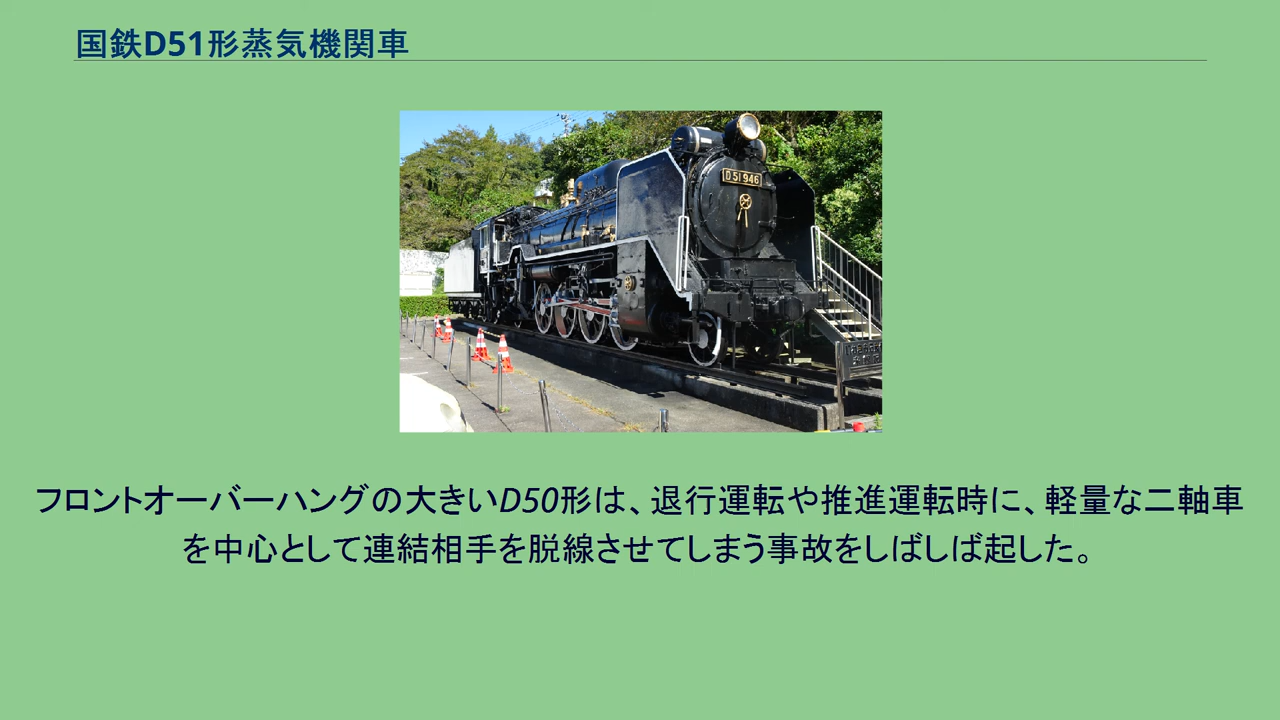 国鉄D51形蒸気機関車
D51 946
フロントオーバーハングの大きいD50形は、退行運転や推進運転時に、軽量な二軸車
を中心として連結相手を脱線させてしまう事故をしばしば起した。